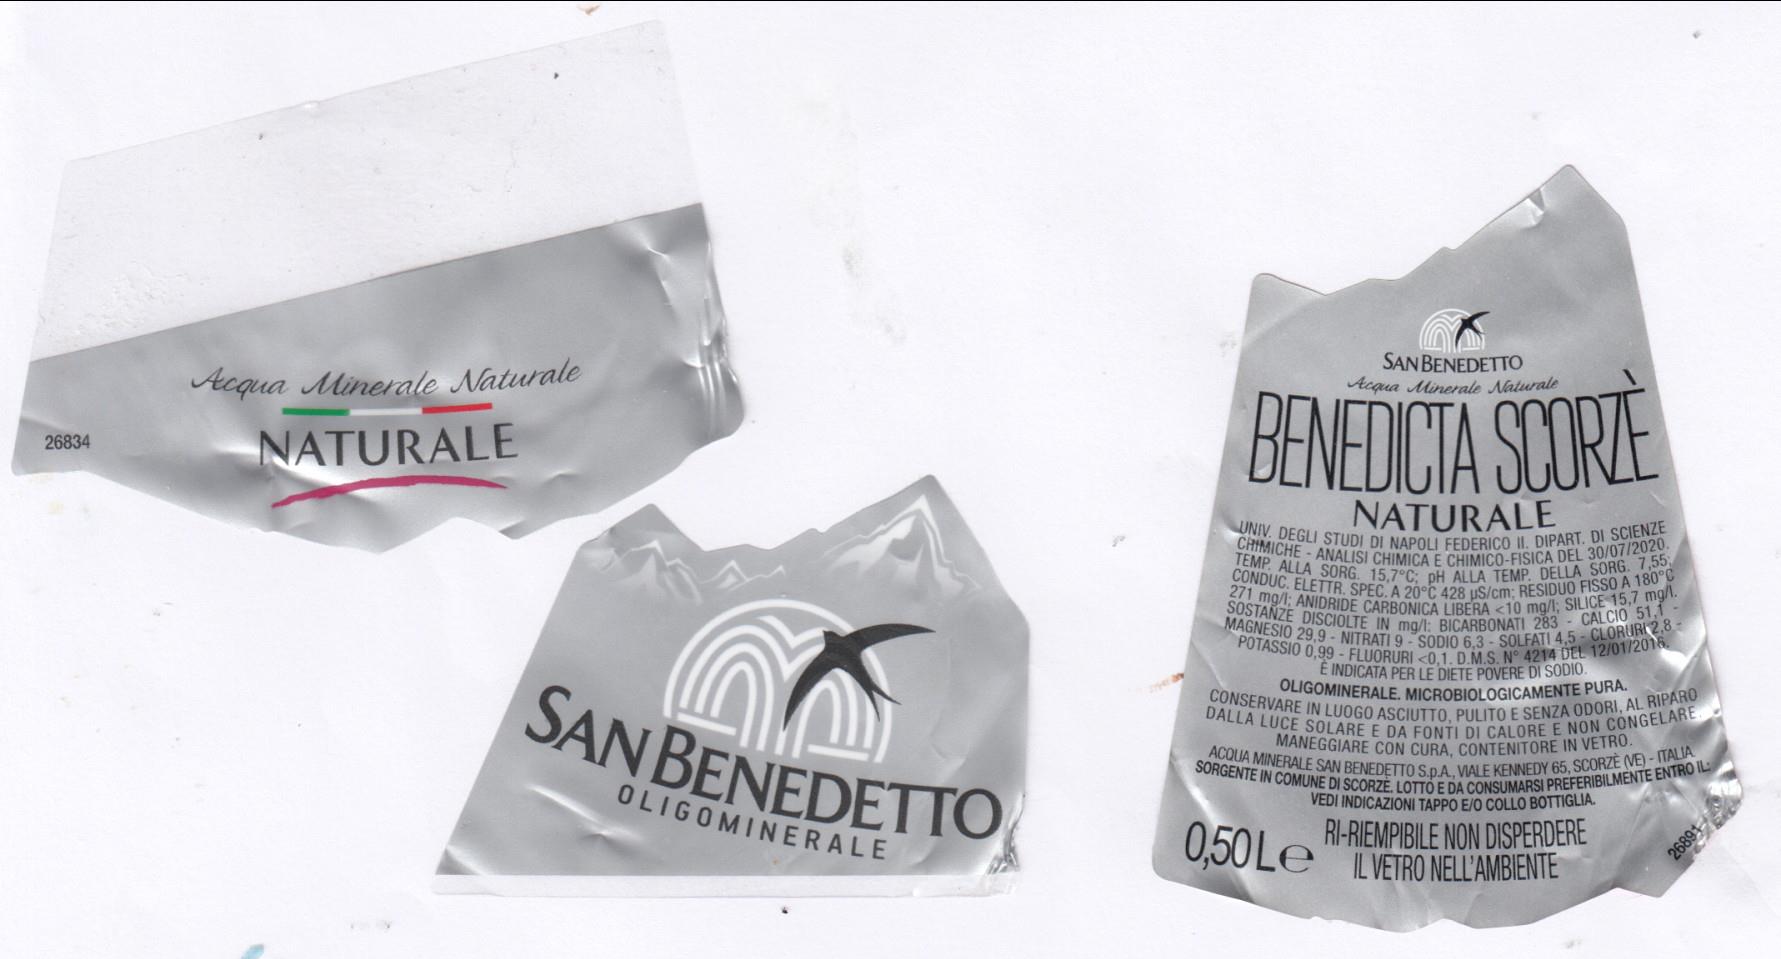 Acqua Minerale Naturale
NATURALE
26834
SAN BENEDETTO
OLIGOMINERALE
SAN BENEDETTO
Acqua Minerale Naturale
BENEDICTA SCORZÈ
NATURALE
UNIV. DEGLI STUDI DI NAPOLI FEDERICO II. DIPART. DI SCIENZE
CHIMICHE - ANALISI CHIMICA E CHIMICO-FISICA DEL 30/07/2020.
TEMP. ALLA SORG. 15,7°C; pH ALLA TEMP. DELLA SORG. 7,55;
CONDUC. ELETTR. SPEC. A 20°C 428 µS/cm; RESIDUO FISSO A 180°C
271 mg/l; ANIDRIDE CARBONICA LIBERA <10 mg/l; SILICE 15,7 mg/l.
SOSTANZE DISCIOLTE IN mg/l: BICARBONATI 283 - CALCIO 51,1 -
MAGNESIO 29,9 - NITRATI 9 - SODIO 6,3 - SOLFATI 4,5 - CLORURI 2,8 -
POTASSIO 0,99 - FLUORURI <0,1. D.M.S. N° 4214 DEL 12/01/2016.
È INDICATA PER LE DIETE POVERE DI SODIO.
OLIGOMINERALE. MICROBIOLOGICAMENTE PURA.
CONSERVARE IN LUOGO ASCIUTTO, PULITO E SENZA ODORI, AL RIPARO
DALLA LUCE SOLARE E DA FONTI DI CALORE E NON CONGELARE.
MANEGGIARE CON CURA, CONTENITORE IN VETRO.
ACQUA MINERALE SAN BENEDETTO S.p.A., VIALE KENNEDY 65, SCORZÈ (VE) - ITALIA.
SORGENTE IN COMUNE DI SCORZÈ. LOTTO E DA CONSUMARSI PREFERIBILMENTE ENTRO IL:
VEDI INDICAZIONI TAPPO E/O COLLO BOTTIGLIA.
0,50 L e
RI-RIEMPIBILE NON DISPERDERE
IL VETRO NELL'AMBIENTE
26891